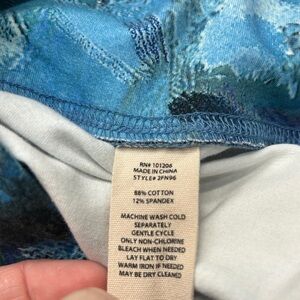 RN# 101206
MADE IN CHINA
STYLE# 2FN96
88% COTTON
12% SPANDEX
MACHINE WASH COLD
SEPARATELY
GENTLE CYCLE
ONLY NON-CHLORINE
BLEACH WHEN NEEDED
LAY FLAT TO DRY
WARM IRON IF NEEDED
MAY BE DRY CLEANED